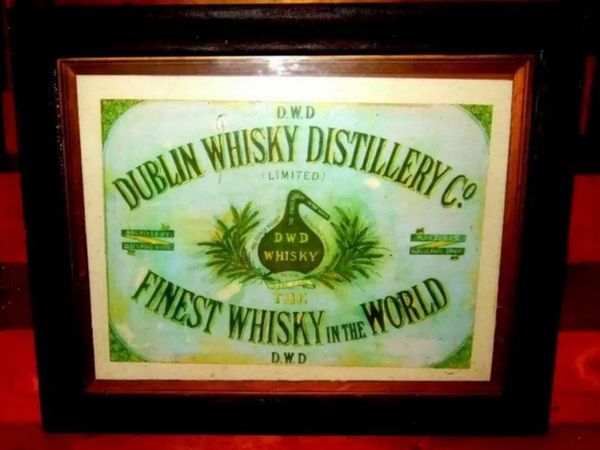 D.W.D
DUBLIN WHISKY DISTILLERY Co.
(LIMITED)
DWD
WHISKY
THE
FINEST WHISKY IN THE WORLD
D.W.D